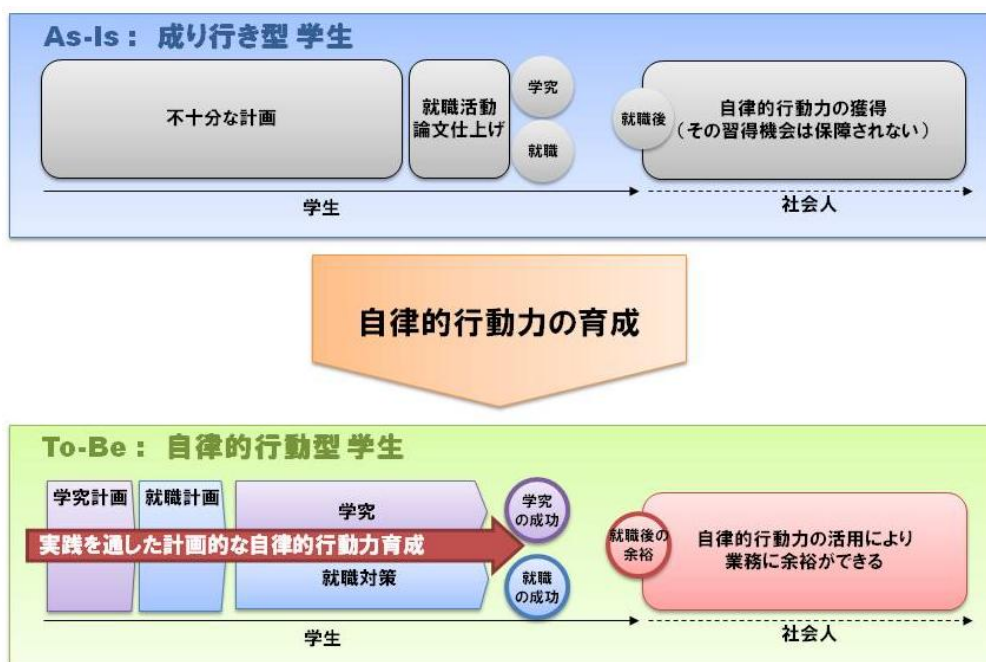 As-Is： 成り行き型 学生
不十分な計画
就職活動
論文仕上げ
学究
就職
就職後
自律的行動力の獲得
（その習得機会は保障されない）
学生
社会人
自律的行動力の育成
To-Be： 自律的行動型 学生
学究計画
就職計画
学究
実践を通した計画的な自律的行動力育成
就職対策
学究
の成功
就職
の成功
就職後の
余裕
自律的行動力の活用により
業務に余裕ができる
学生
社会人